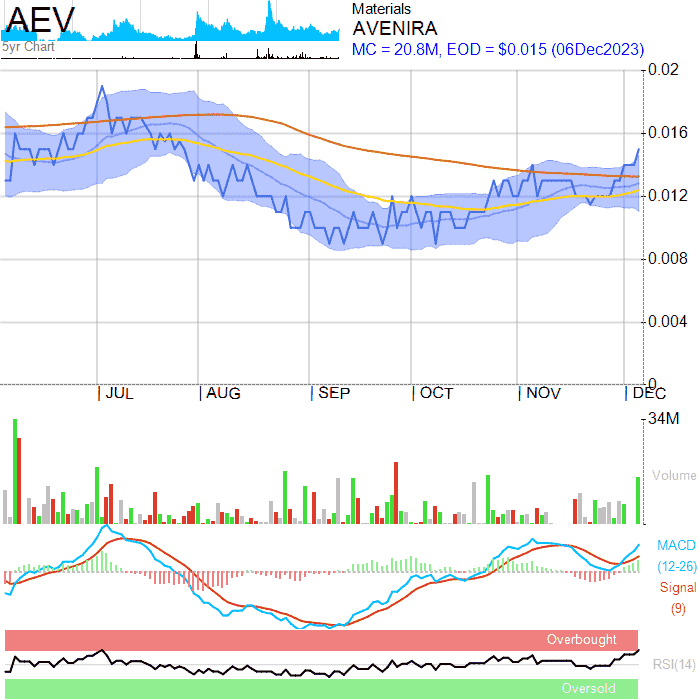 AEV
5yr Chart
Materials
AVENIRA
MC = 20.8M, EOD = $0.015 (06Dec2023)
0.02
0.016
0.012
0.008
0.004
0
JUL AUG SEP OCT NOV DEC
34M
Volume
MACD
(12-26)
Signal
(9)
Overbought
RSI(14)
Oversold